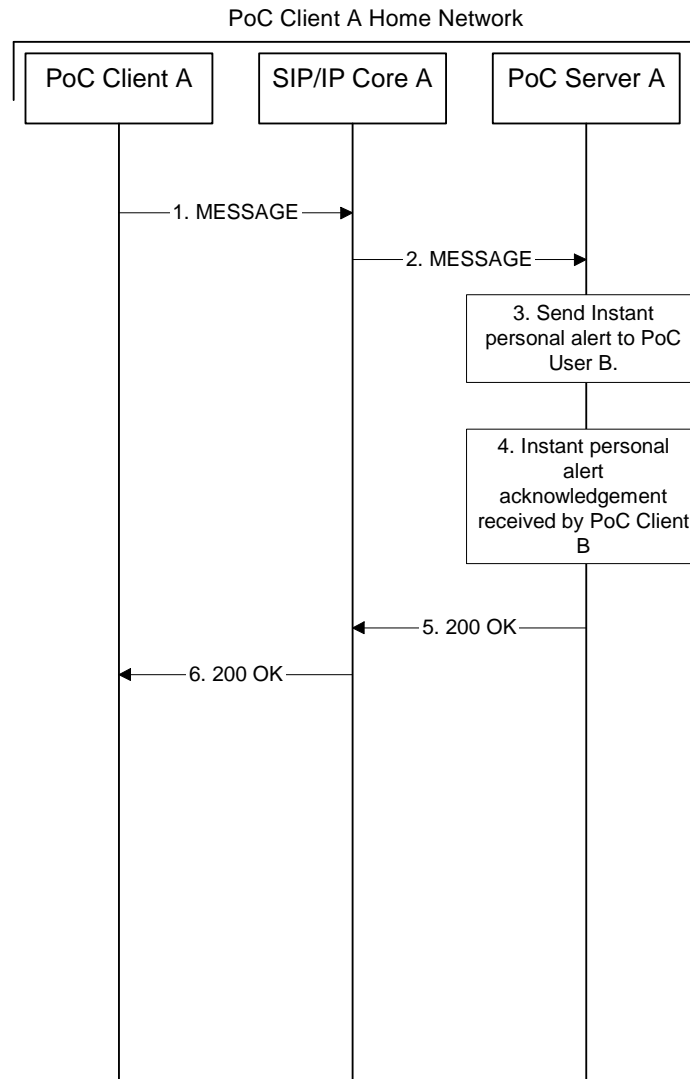 PoC Client A Home Network
PoC Client A
SIP/IP Core A
PoC Server A
1. MESSAGE
2. MESSAGE
3. Send Instant
personal alert to PoC
User B.
4. Instant personal
alert
acknowledgement
received by PoC Client
B
5. 200 OK
6. 200 OK